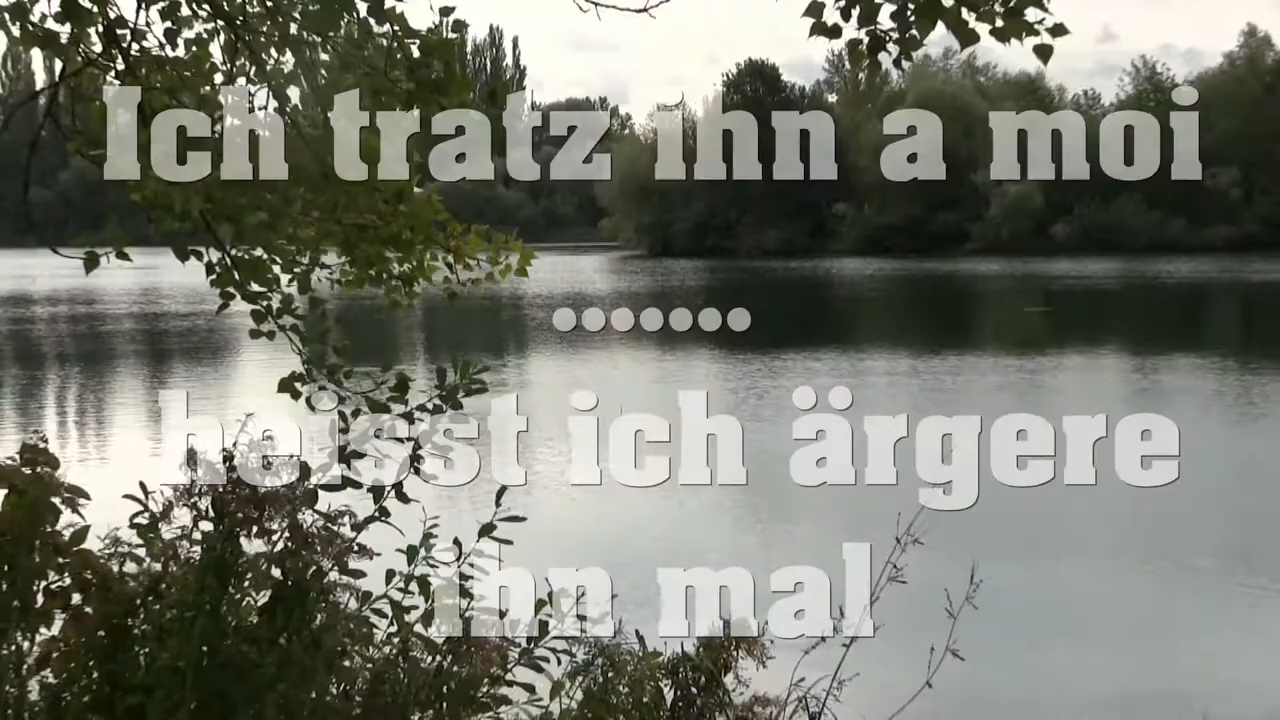 Ich tratz ihn a moi
.......
heisst ich ärgere
ihn mal